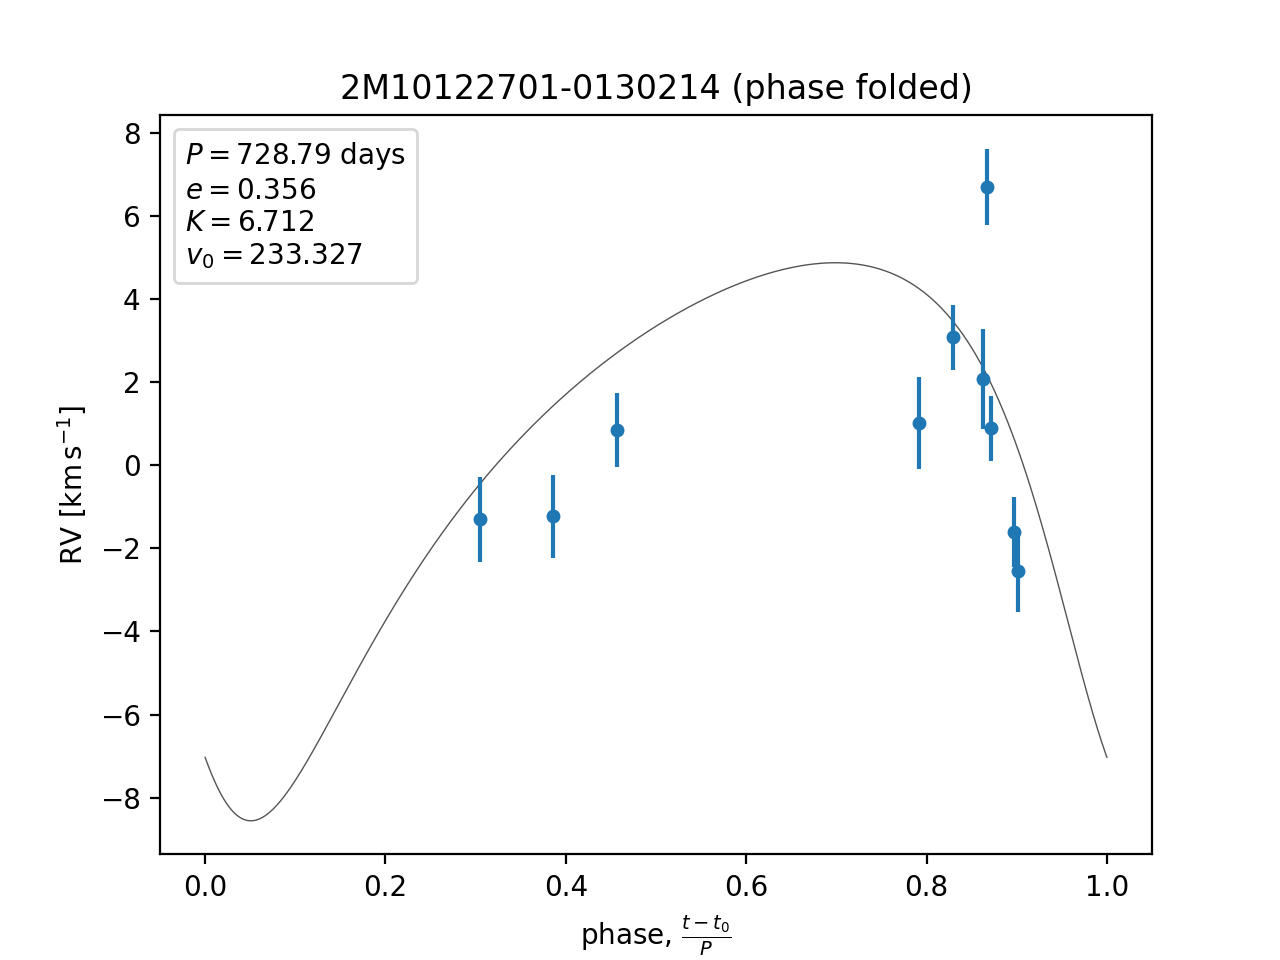 2M10122701-0130214 (phase folded)
P = 728.79 days
e = 0.356
K = 6.712
v₀ = 233.327
8
6
4
2
0
−2
−4
−6
−8
RV [km s⁻¹]
0.0 0.2 0.4 0.6 0.8 1.0
phase, (t − t₀)/P